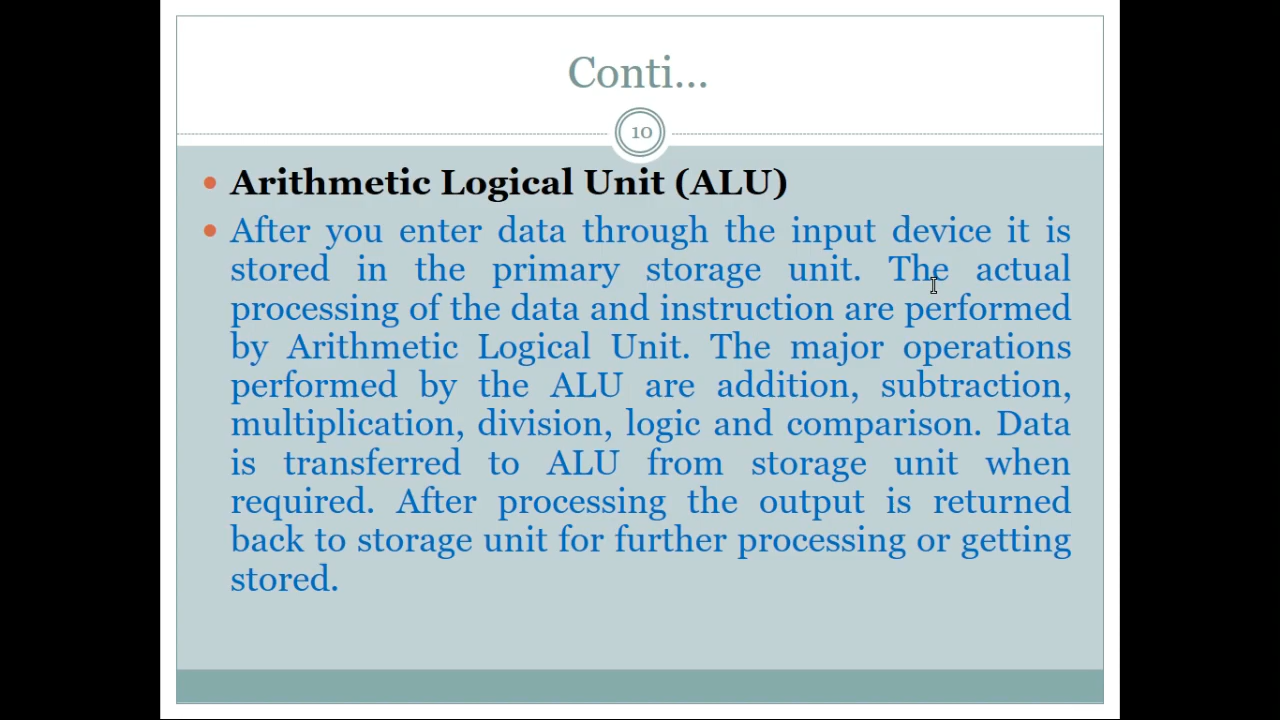 Conti...
10
Arithmetic Logical Unit (ALU)
After you enter data through the input device it is
stored in the primary storage unit. The actual
processing of the data and instruction are performed
by Arithmetic Logical Unit. The major operations
performed by the ALU are addition, subtraction,
multiplication, division, logic and comparison. Data
is transferred to ALU from storage unit when
required. After processing the output is returned
back to storage unit for further processing or getting
stored.